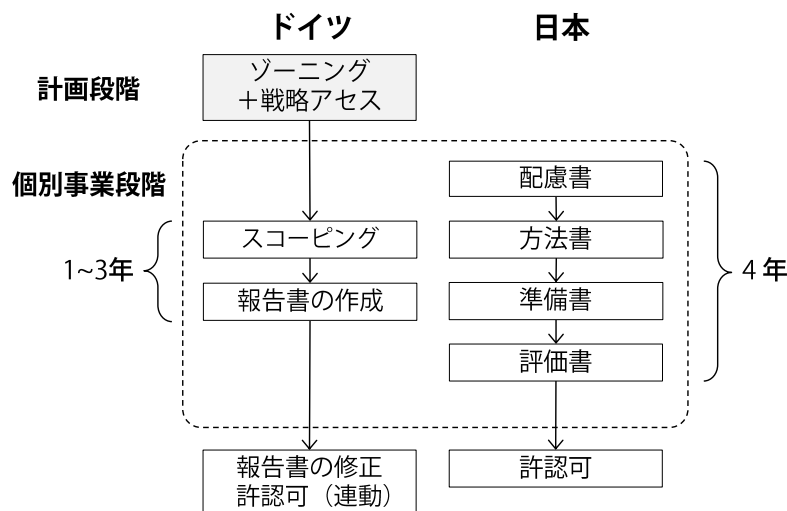 ドイツ
日本
計画段階
ゾーニング
＋戦略アセス
個別事業段階
配慮書
スコーピング
方法書
1~3年
4 年
報告書の作成
準備書
評価書
報告書の修正
許認可（連動）
許認可